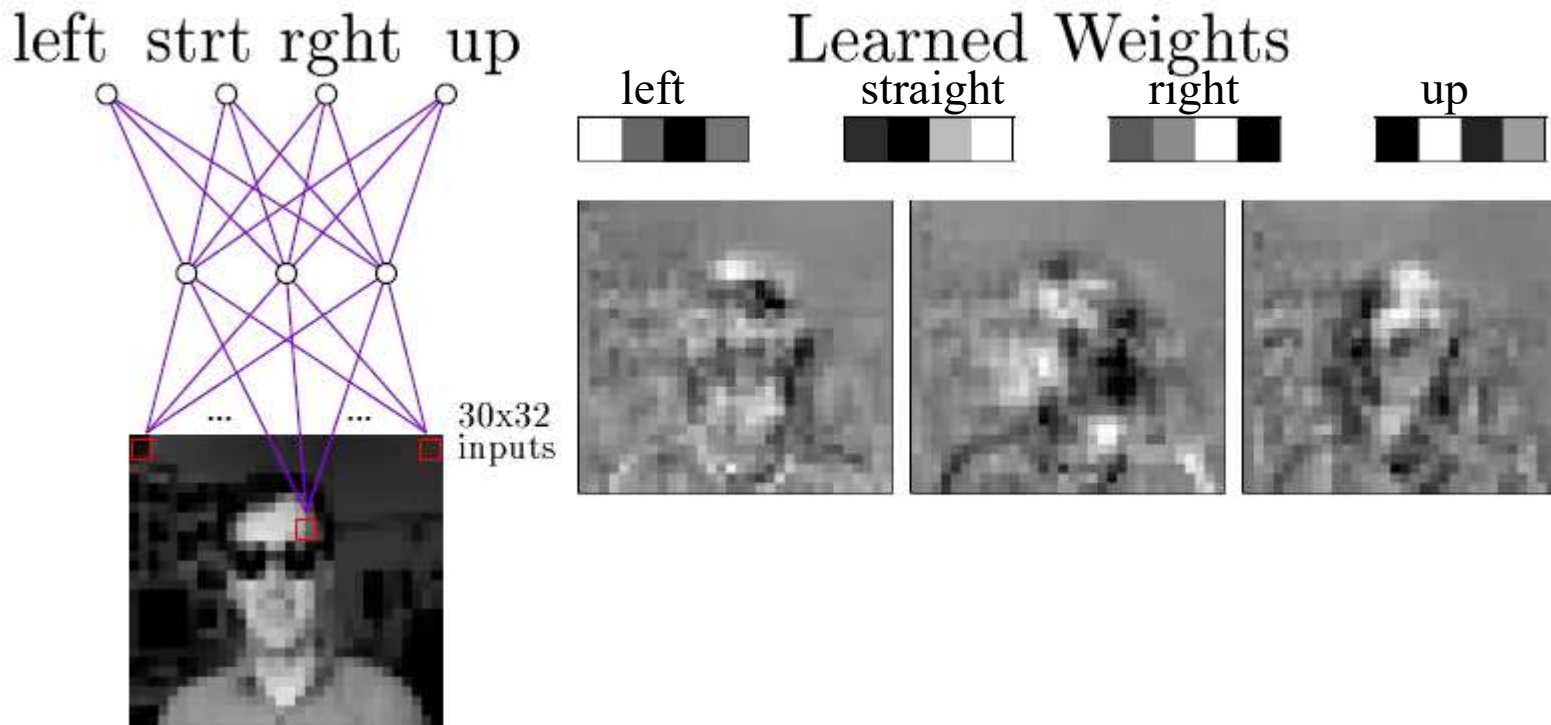 left strt rght up
...
...
30x32
inputs
Learned Weights
left straight right up